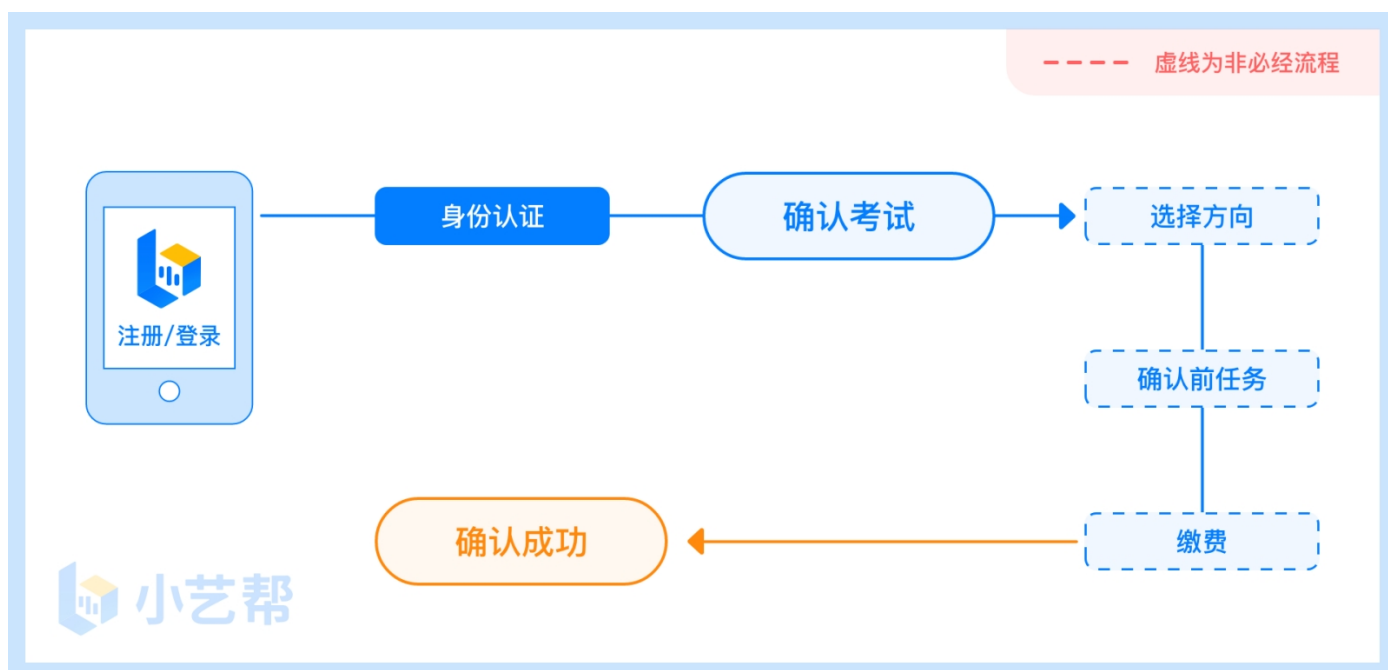 虚线为非必经流程
注册/登录
身份认证
确认考试
选择方向
确认前任务
缴费
确认成功
小艺帮